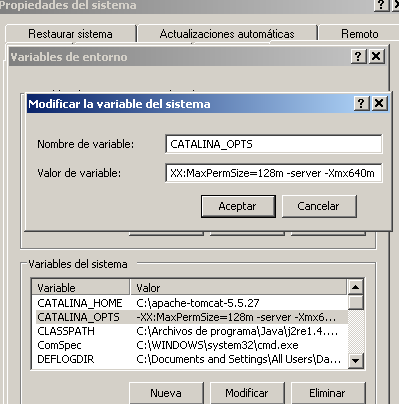 Propiedades del sistema
Restaurar sistema
Actualizaciones automáticas
Remoto
Variables de entorno
Modificar la variable del sistema
Nombre de variable:
CATALINA_OPTS
Valor de variable:
XX:MaxPermSize=128m -server -Xmx640m
Aceptar
Cancelar
Variables del sistema
Variable Valor
CATALINA_HOME C:\apache-tomcat-5.5.27
CATALINA_OPTS -XX:MaxPermSize=128m -server -Xmx6...
CLASSPATH C:\Archivos de programa\Java\j2re1.4....
ComSpec C:\WINDOWS\system32\cmd.exe
DEFLOGDIR C:\Documents and Settings\All Users\Da...
Nueva
Modificar
Eliminar